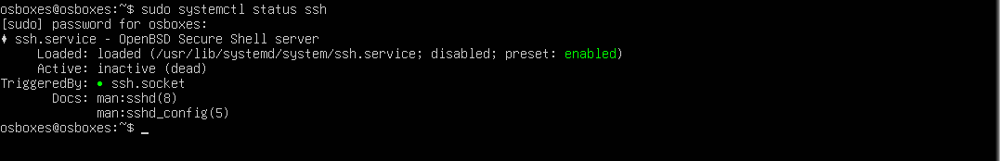 osboxes@osboxes:~$ sudo systemctl status ssh
[sudo] password for osboxes:
♦ ssh.service - OpenBSD Secure Shell server
     Loaded: loaded (/usr/lib/systemd/system/ssh.service; disabled; preset: enabled)
     Active: inactive (dead)
TriggeredBy: • ssh.socket
       Docs: man:sshd(8)
             man:sshd_config(5)
osboxes@osboxes:~$ _